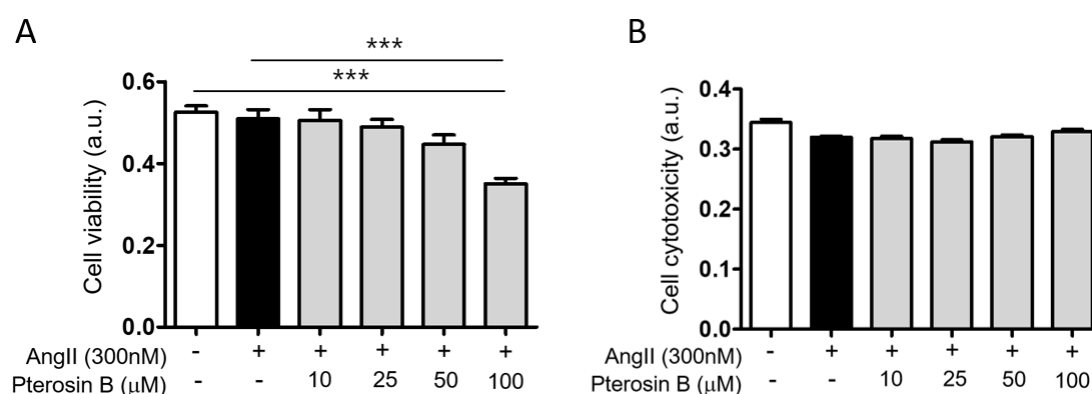 A
B
***
***
Cell viability (a.u.)
0.6
0.4
0.2
0.0
AngII (300nM) - + + + + +
Pterosin B (μM) - - 10 25 50 100
Cell cytotoxicity (a.u.)
0.4
0.3
0.2
0.1
0.0
AngII (300nM) - + + + + +
Pterosin B (μM) - - 10 25 50 100